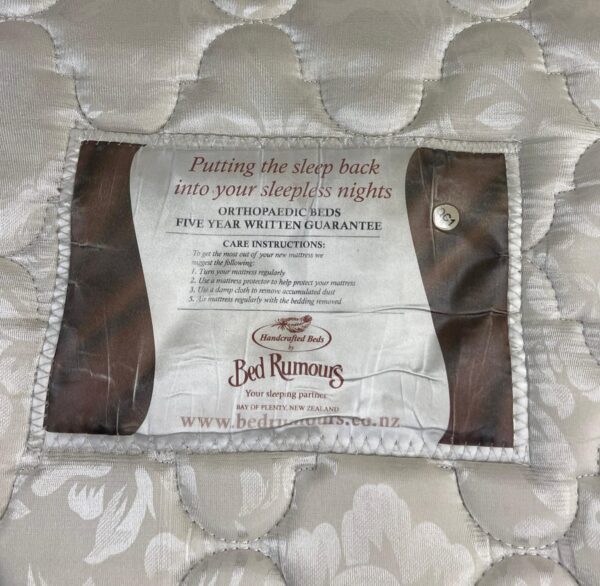 Putting the sleep back
into your sleepless nights
ORTHOPAEDIC BEDS
FIVE YEAR WRITTEN GUARANTEE
CARE INSTRUCTIONS:
To get the most out of your new mattress we
suggest the following:
1. Turn your mattress regularly
2. Use a mattress protector to help protect your mattress
3. Use a damp cloth to remove accumulated dust
5. Air mattress regularly with the bedding removed
Handcrafted Beds
by
Bed Rumours
Your sleeping partner
BAY OF PLENTY, NEW ZEALAND
www.bedrumours.co.nz